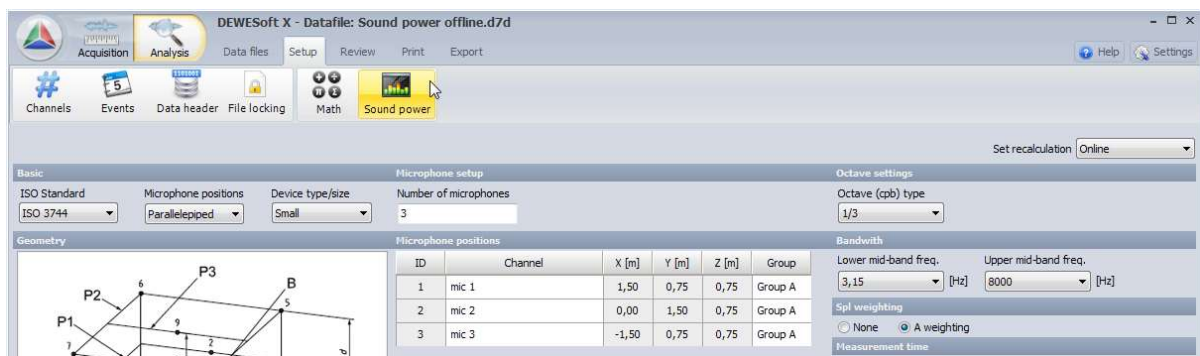 DEWESoft X - Datafile: Sound power offline.d7d
Acquisition Analysis Data files Setup Review Print Export Help Settings
Channels Events Data header File locking Math Sound power
Set recalculation Online
Basic Microphone setup Octave settings
ISO Standard Microphone positions Device type/size Number of microphones Octave (cpb) type
ISO 3744 Parallelepiped Small 3 1/3
Geometry Microphone positions Bandwith
ID Channel X [m] Y [m] Z [m] Group Lower mid-band freq. Upper mid-band freq.
1 mic 1 1,50 0,75 0,75 Group A 3,15 [Hz] 8000 [Hz]
2 mic 2 0,00 1,50 0,75 Group A Spl weighting
3 mic 3 -1,50 0,75 0,75 Group A None A weighting
Measurement time
P3
6 B
P2 5
P1 9
7 2